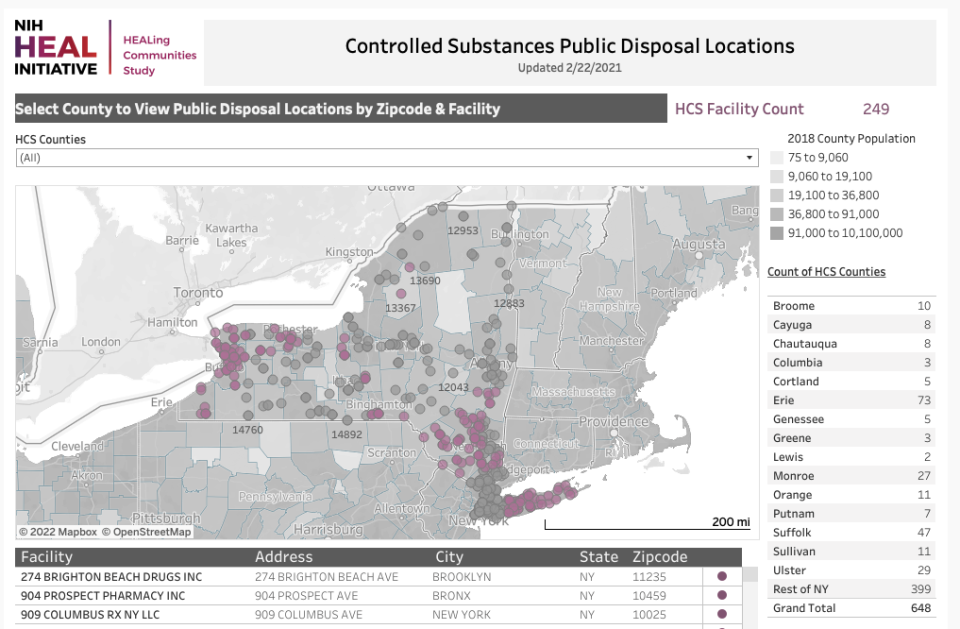 NIH
HEAL
INITIATIVE
HEALing
Communities
Study
Controlled Substances Public Disposal Locations
Updated 2/22/2021
Select County to View Public Disposal Locations by Zipcode & Facility
HCS Facility Count 249
HCS Counties
(All)
2018 County Population
75 to 9,060
9,060 to 19,100
19,100 to 36,800
36,800 to 91,000
91,000 to 10,100,000
Ottawa
Kawartha
Lakes
Barrie
Kingston
12953
Burlington
Bang
Augusta
Vermont
13690
Toronto
13367
12883
New
Hampshire
Portland
Hamilton
Sarnia
London
Manchester
Erie
12043
Massachusetts
Binghamton
Providence
14760
14892
Connecticut
Cleveland
Scranton
Akron
Pennsylvania
Allentown
Pittsburgh
Harrisburg
New York
200 mi
© 2022 Mapbox © OpenStreetMap
Count of HCS Counties
Broome 10
Cayuga 8
Chautauqua 8
Columbia 3
Cortland 5
Erie 73
Genessee 5
Greene 3
Lewis 2
Monroe 27
Orange 11
Putnam 7
Suffolk 47
Sullivan 11
Ulster 29
Rest of NY 399
Grand Total 648
Facility Address City State Zipcode
274 BRIGHTON BEACH DRUGS INC 274 BRIGHTON BEACH AVE BROOKLYN NY 11235
904 PROSPECT PHARMACY INC 904 PROSPECT AVE BRONX NY 10459
909 COLUMBUS RX NY LLC 909 COLUMBUS AVE NEW YORK NY 10025